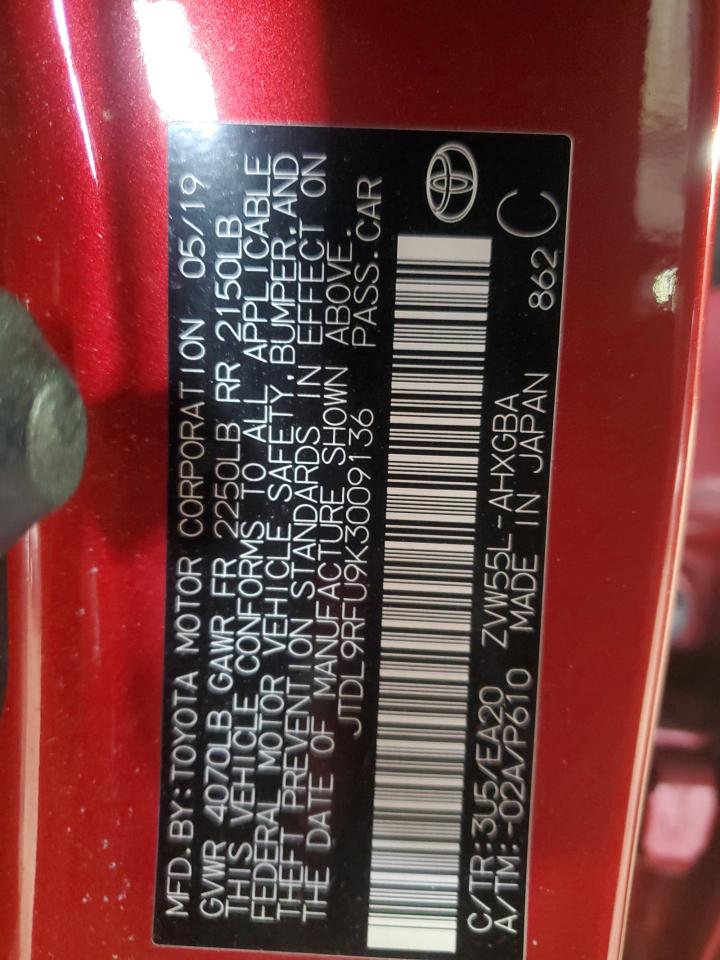 MFD.BY:TOYOTA MOTOR CORPORATION 05/19
GVWR 4070LB GAWR FR 2250LB RR 2150LB
THIS VEHICLE CONFORMS TO ALL APPLICABLE
FEDERAL MOTOR VEHICLE SAFETY,BUMPER,AND
THEFT PREVENTION STANDARDS IN EFFECT ON
THE DATE OF MANUFACTURE SHOWN ABOVE.
JTDL9RFU9K3009136 PASS.CAR
C/TR:3U5/EA20 ZVW55L-AHXGBA 862 C
A/TM:-02A/P610 MADE IN JAPAN